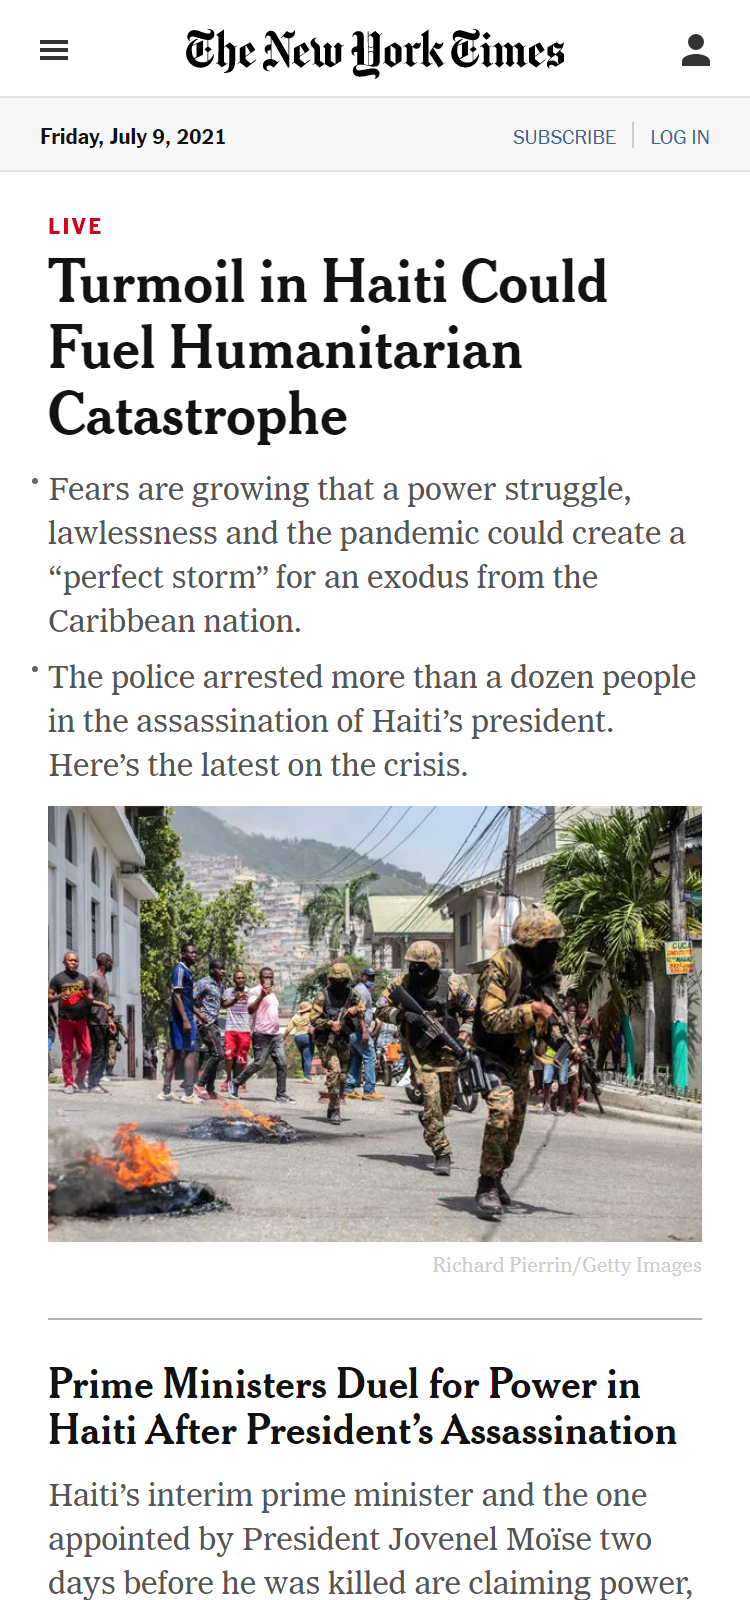 The New York Times
Friday, July 9, 2021
SUBSCRIBE
LOG IN
LIVE
Turmoil in Haiti Could
Fuel Humanitarian
Catastrophe
• Fears are growing that a power struggle,
lawlessness and the pandemic could create a
“perfect storm” for an exodus from the
Caribbean nation.
• The police arrested more than a dozen people
in the assassination of Haiti’s president.
Here’s the latest on the crisis.
CUCA
Richard Pierrin/Getty Images
Prime Ministers Duel for Power in
Haiti After President’s Assassination
Haiti’s interim prime minister and the one
appointed by President Jovenel Moïse two
days before he was killed are claiming power,